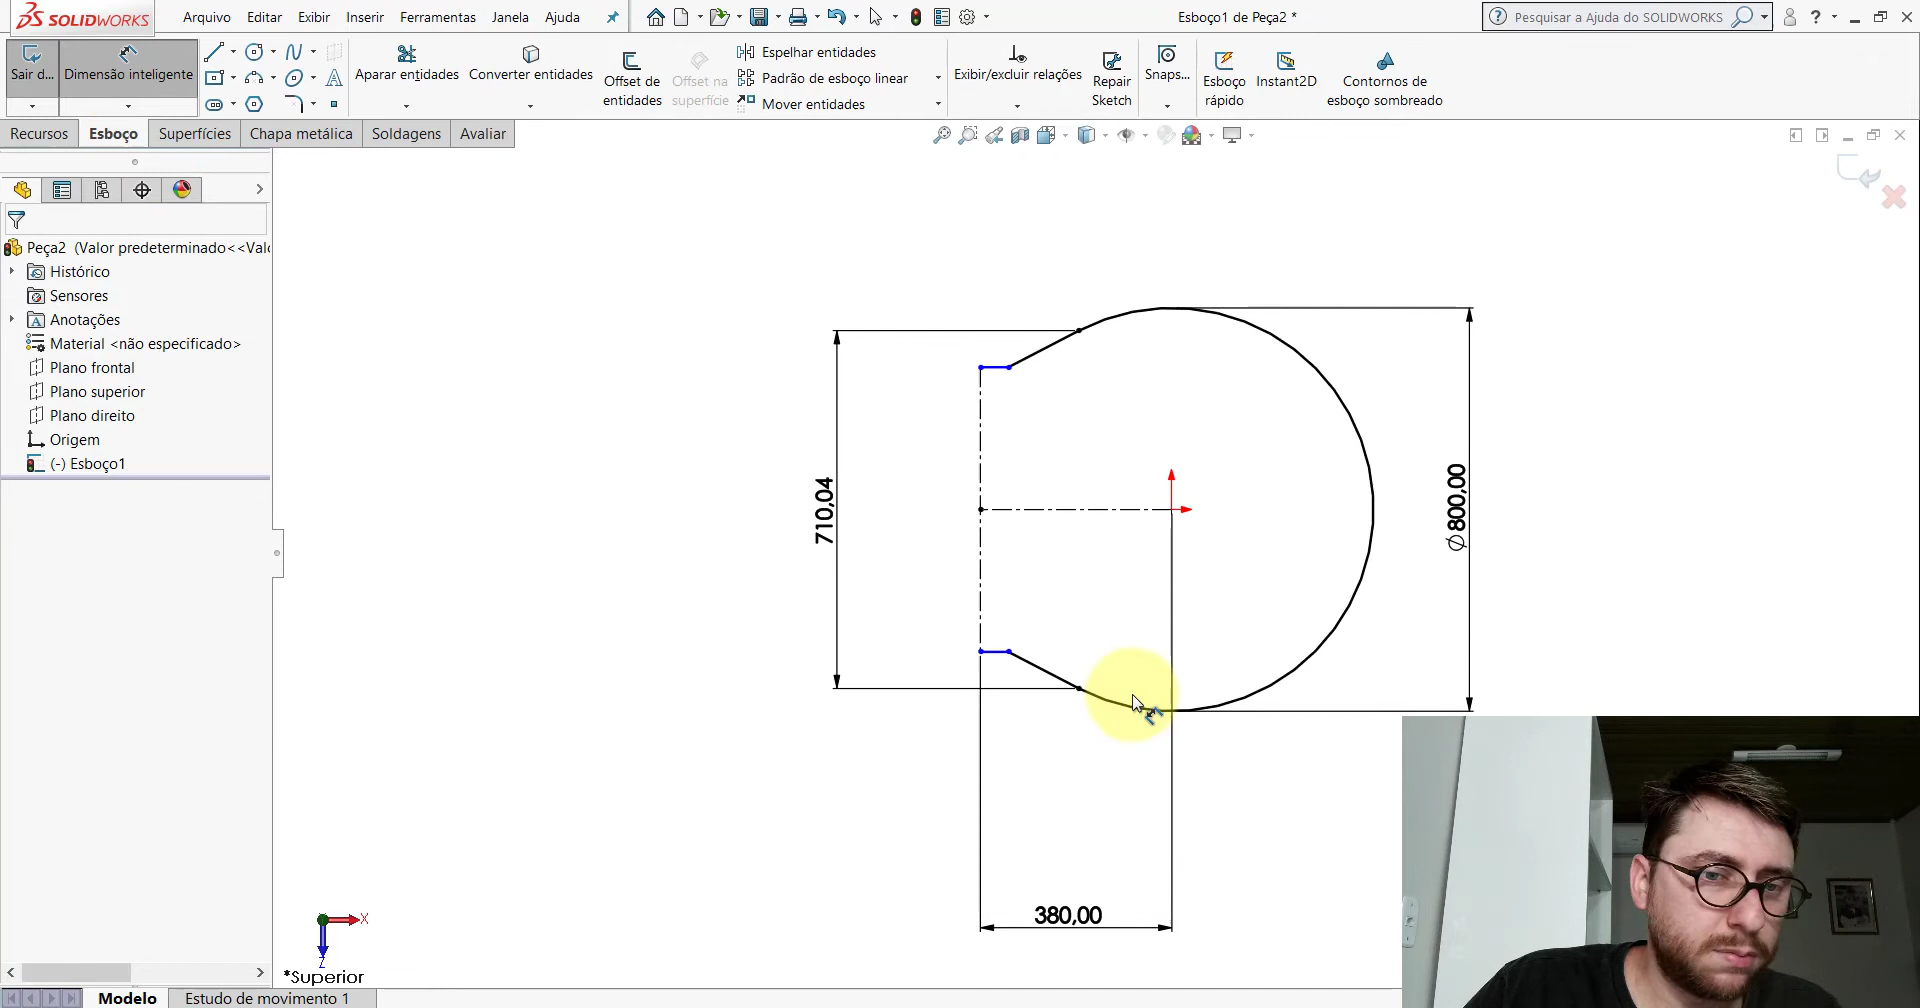 SOLIDWORKS
Arquivo Editar Exibir Inserir Ferramentas Janela Ajuda
Esboço1 de Peça2 *
Pesquisar a Ajuda do SOLIDWORKS
Sair d...
Dimensão inteligente
Aparar entidades
Converter entidades
Offset de entidades
Offset na superfície
Espelhar entidades
Padrão de esboço linear
Mover entidades
Exibir/excluir relações
Repair Sketch
Snaps...
Esboço rápido
Instant2D
Contornos de esboço sombreado
Recursos Esboço Superfícies Chapa metálica Soldagens Avaliar
Peça2 (Valor predeterminado<<Valo
Histórico
Sensores
Anotações
Material <não especificado>
Plano frontal
Plano superior
Plano direito
Origem
(-) Esboço1
710,04
∅800,00
380,00
X
Z
*Superior
Modelo Estudo de movimento 1